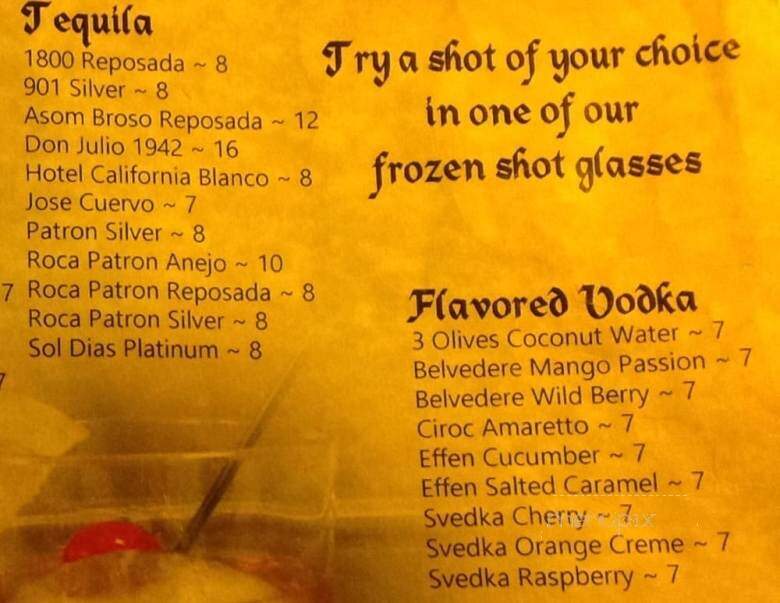 Tequila
1800 Reposada ~ 8
901 Silver ~ 8
Asom Broso Reposada ~ 12
Don Julio 1942 ~ 16
Hotel California Blanco ~ 8
Jose Cuervo ~ 7
Patron Silver ~ 8
Roca Patron Anejo ~ 10
7
Roca Patron Reposada ~ 8
Roca Patron Silver ~ 8
Sol Dias Platinum ~ 8
7
Try a shot of your choice
in one of our
frozen shot glasses
Flavored Vodka
3 Olives Coconut Water ~ 7
Belvedere Mango Passion ~ 7
Belvedere Wild Berry ~ 7
Ciroc Amaretto ~ 7
Effen Cucumber ~ 7
Effen Salted Caramel ~ 7
Svedka Cherry ~ 7
Svedka Orange Creme ~ 7
Svedka Raspberry ~ 7